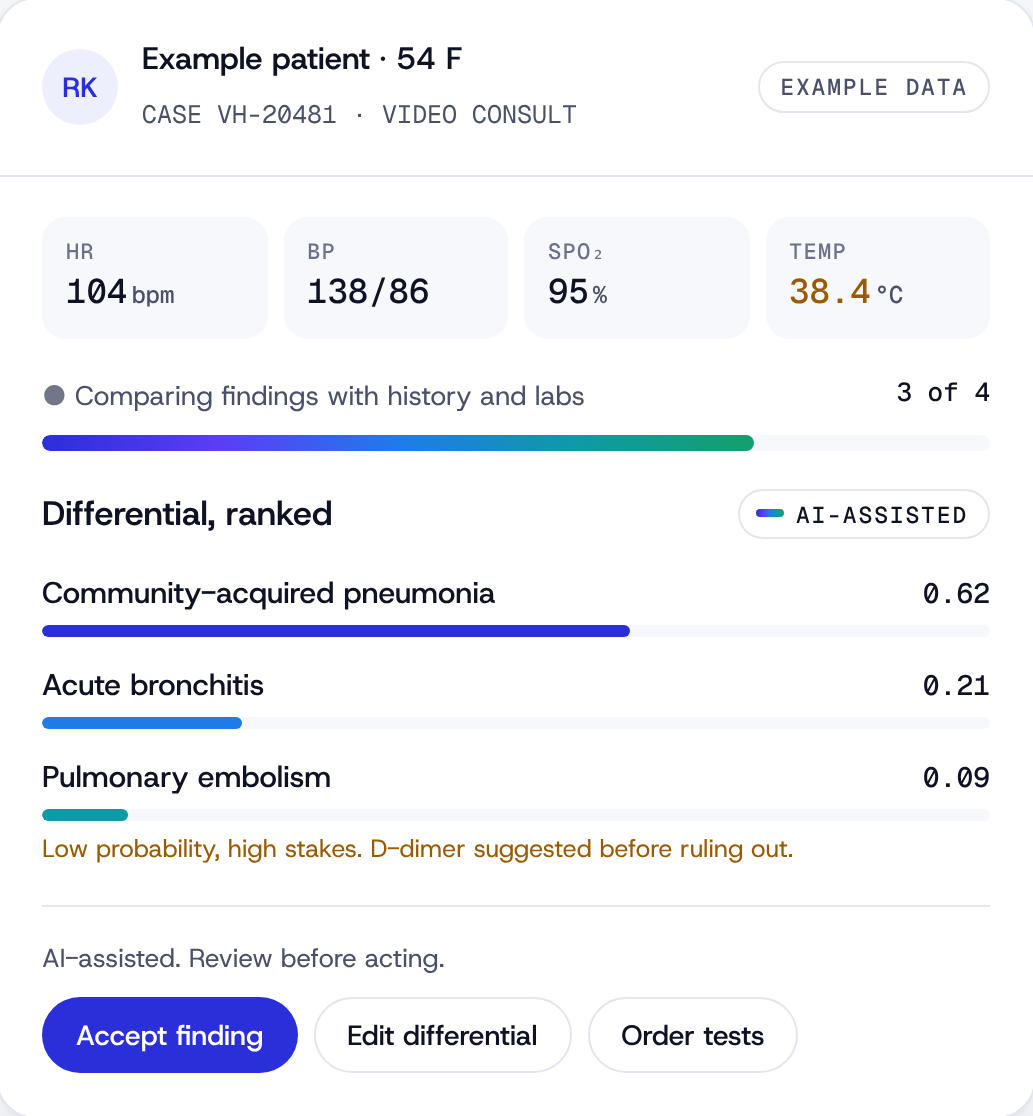 RK
Example patient · 54 F
CASE VH-20481 · VIDEO CONSULT
EXAMPLE DATA
HR
104 bpm
BP
138/86
SPO₂
95 %
TEMP
38.4 °C
Comparing findings with history and labs
3 of 4
Differential, ranked
AI-ASSISTED
Community-acquired pneumonia
0.62
Acute bronchitis
0.21
Pulmonary embolism
0.09
Low probability, high stakes. D-dimer suggested before ruling out.
AI-assisted. Review before acting.
Accept finding
Edit differential
Order tests